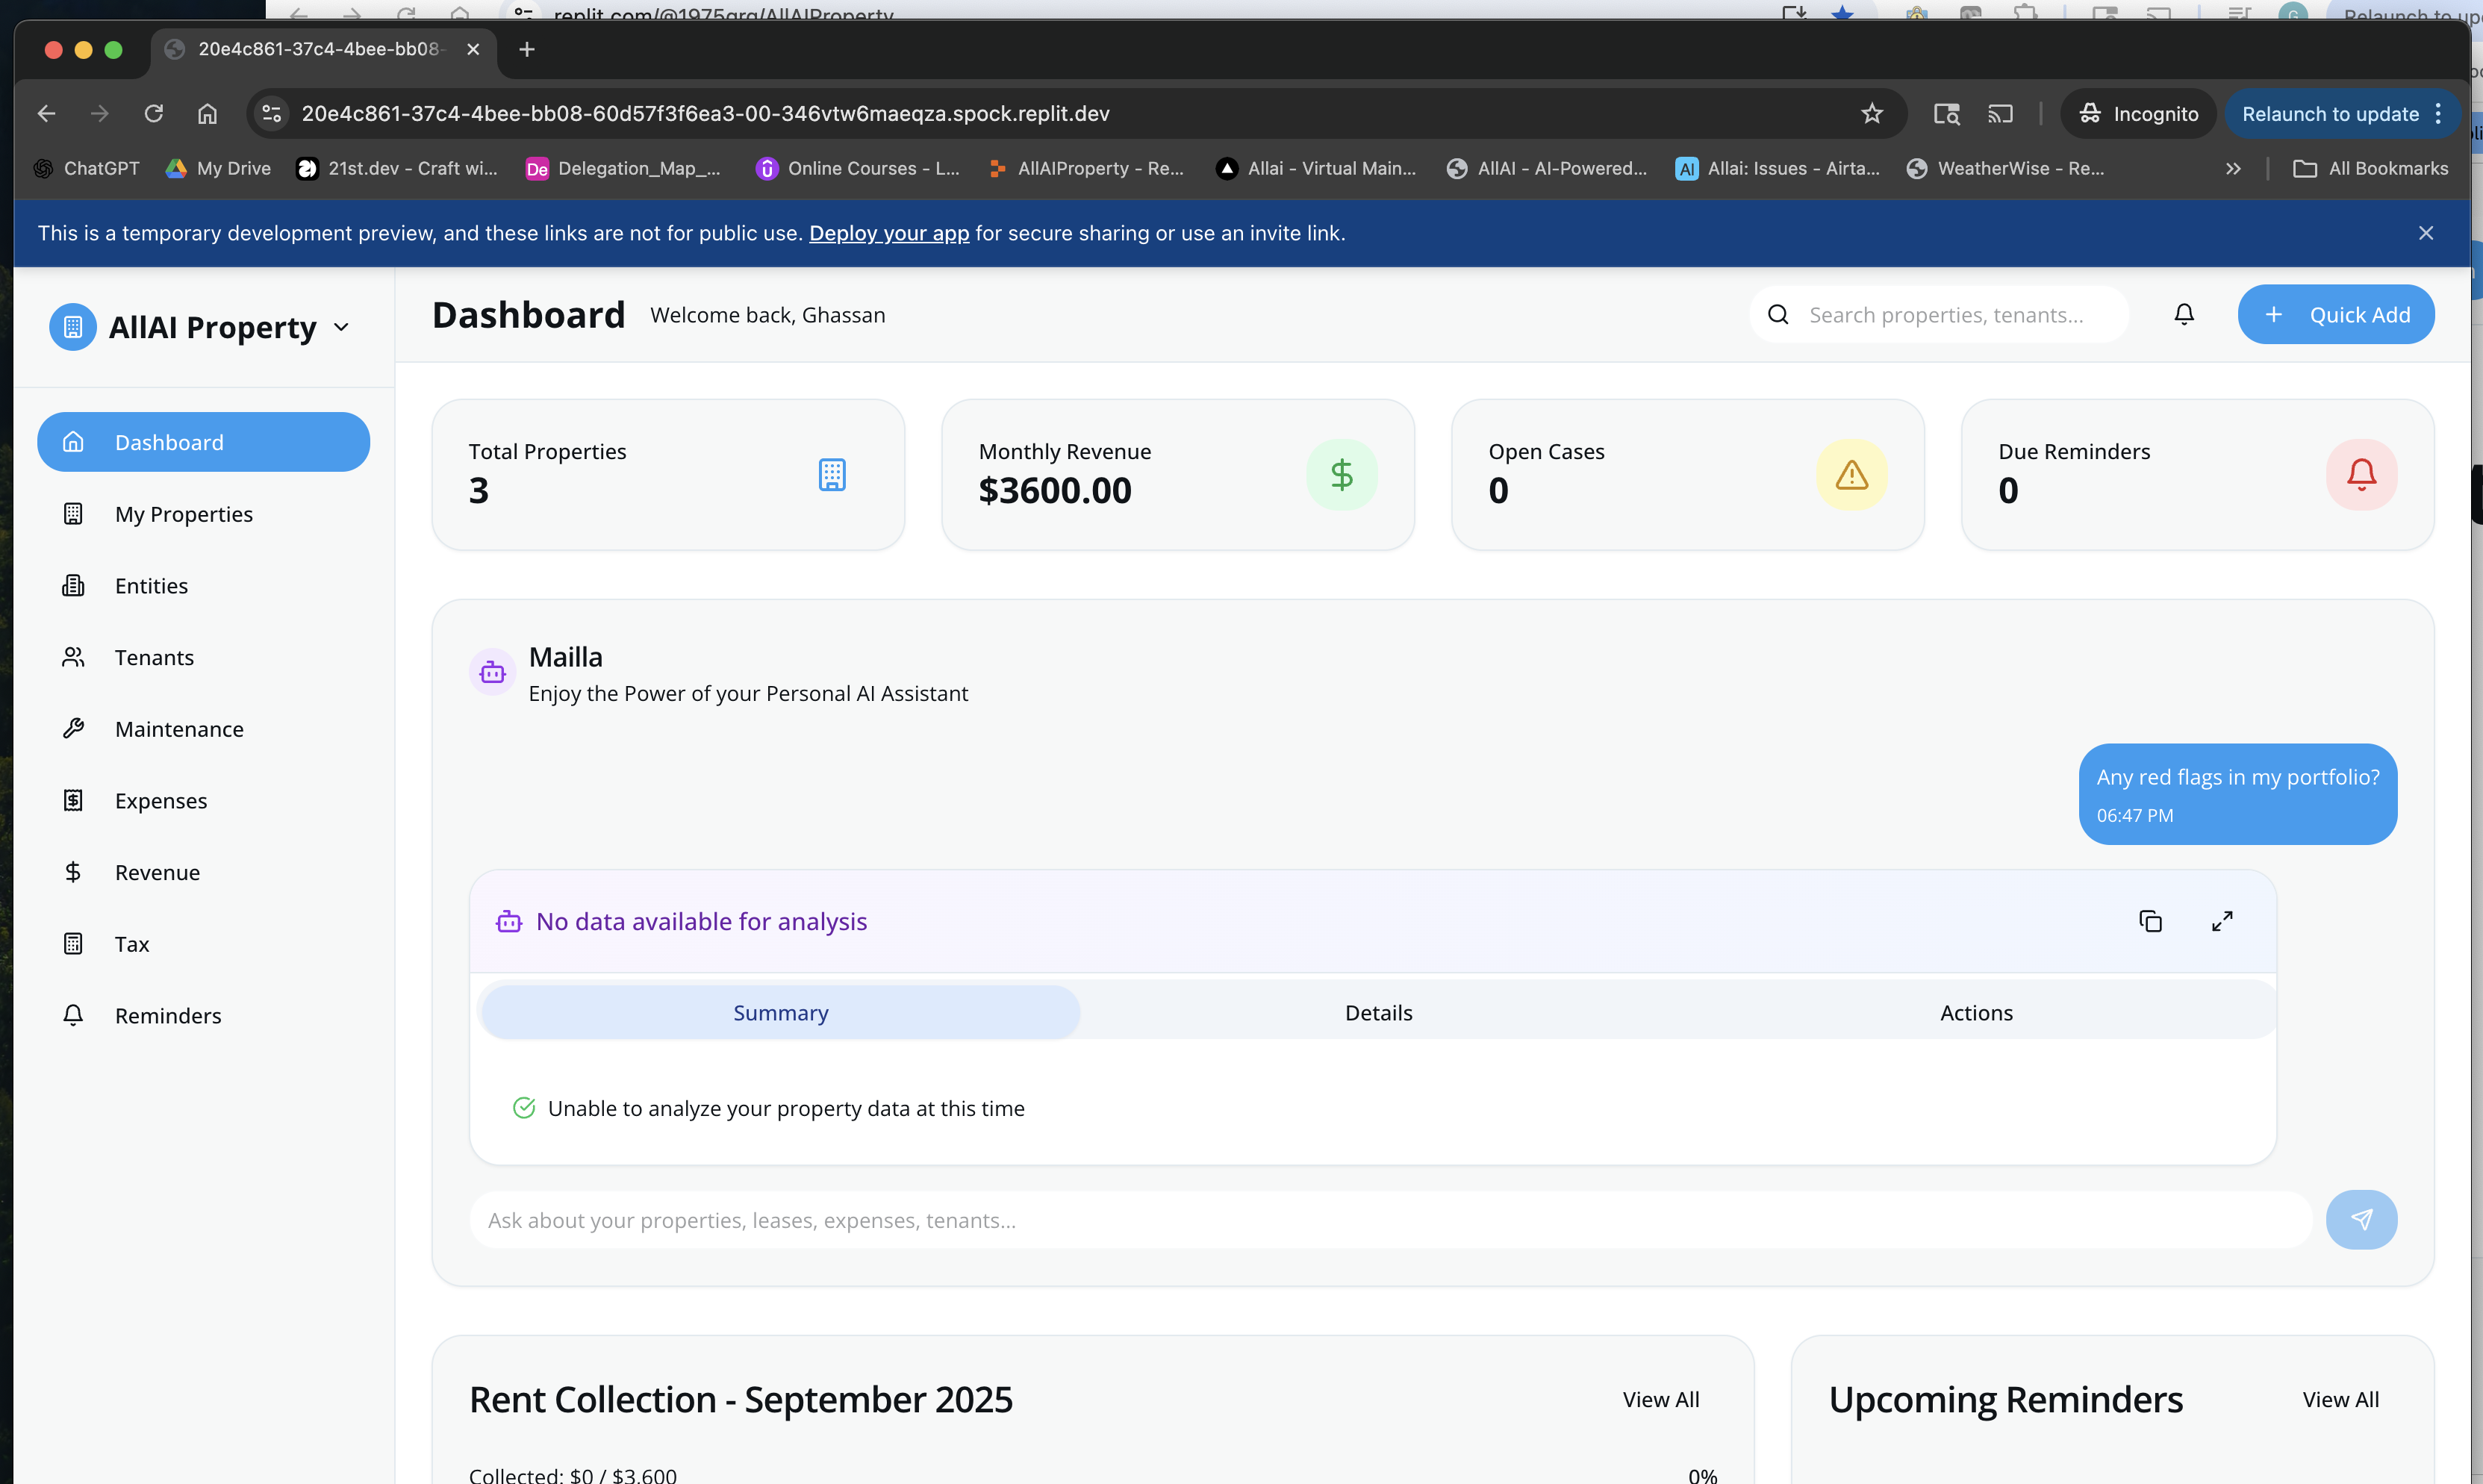 replit.com/@1975grg/AllAIProperty
Relaunch to upd
20e4c861-37c4-4bee-bb08-
20e4c861-37c4-4bee-bb08-60d57f3f6ea3-00-346vtw6maeqza.spock.replit.dev
Incognito
Relaunch to update
ChatGPT
My Drive
21st.dev - Craft wi...
De
Delegation_Map_...
Online Courses - L...
AllAIProperty - Re...
Allai - Virtual Main...
AllAI - AI-Powered...
AI
Allai: Issues - Airta...
WeatherWise - Re...
All Bookmarks
This is a temporary development preview, and these links are not for public use. Deploy your app for secure sharing or use an invite link.
AllAI Property
Dashboard
Welcome back, Ghassan
Search properties, tenants...
Quick Add
Dashboard
My Properties
Entities
Tenants
Maintenance
Expenses
Revenue
Tax
Reminders
Total Properties
3
Monthly Revenue
$3600.00
Open Cases
0
Due Reminders
0
Mailla
Enjoy the Power of your Personal AI Assistant
Any red flags in my portfolio?
06:47 PM
No data available for analysis
Summary
Details
Actions
Unable to analyze your property data at this time
Ask about your properties, leases, expenses, tenants...
Rent Collection - September 2025
View All
Collected: $0 / $3,600
0%
Upcoming Reminders
View All